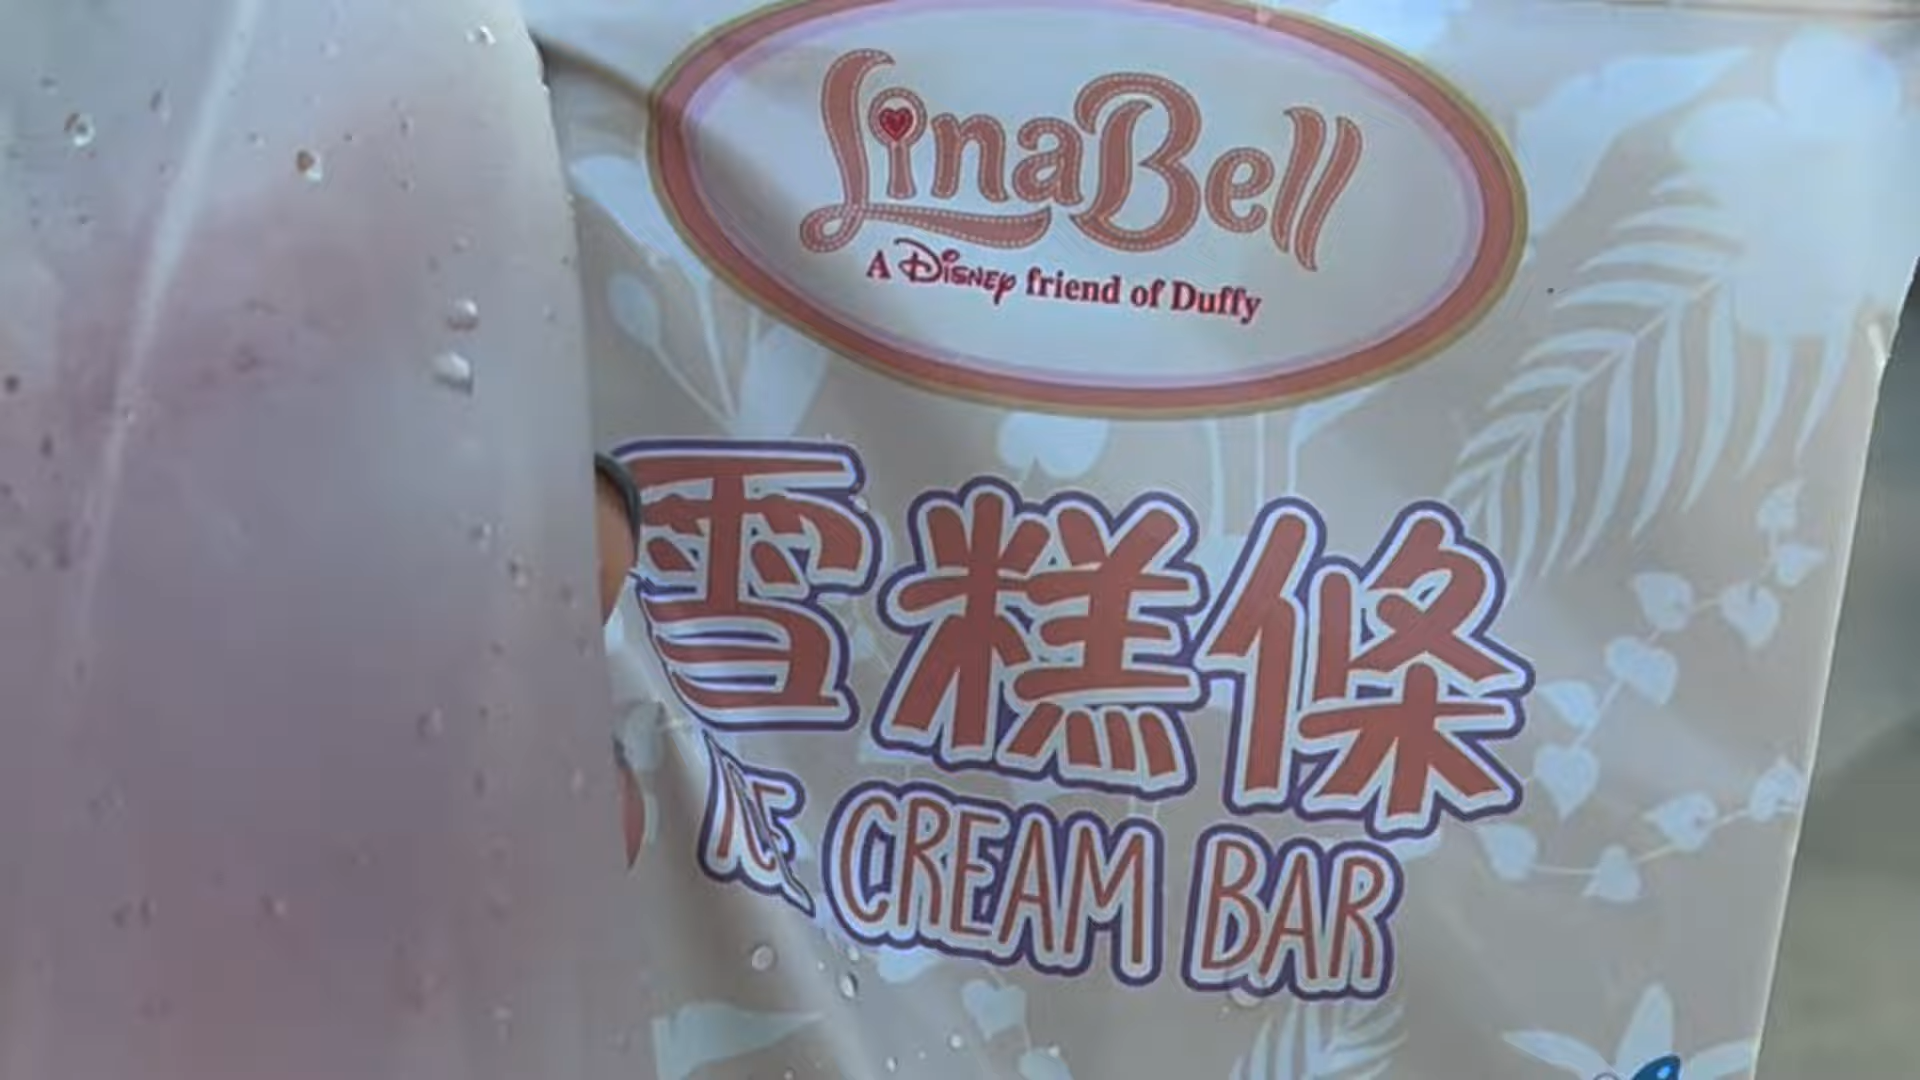 LinaBell
A Disney friend of Duffy
雪糕條
ICE CREAM BAR